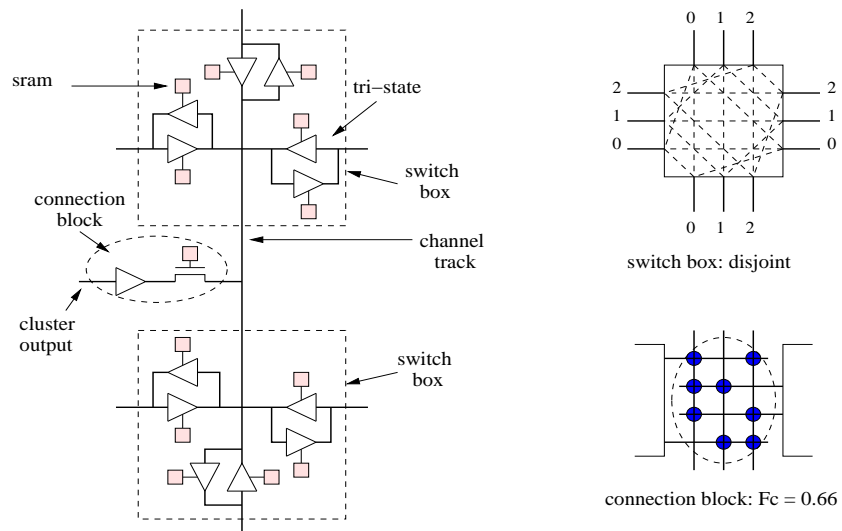 sram
tri−state
switch
box
connection
block
channel
track
cluster
output
switch
box
0 1 2
2 2
1 1
0 0
0 1 2
switch box: disjoint
connection block: Fc = 0.66